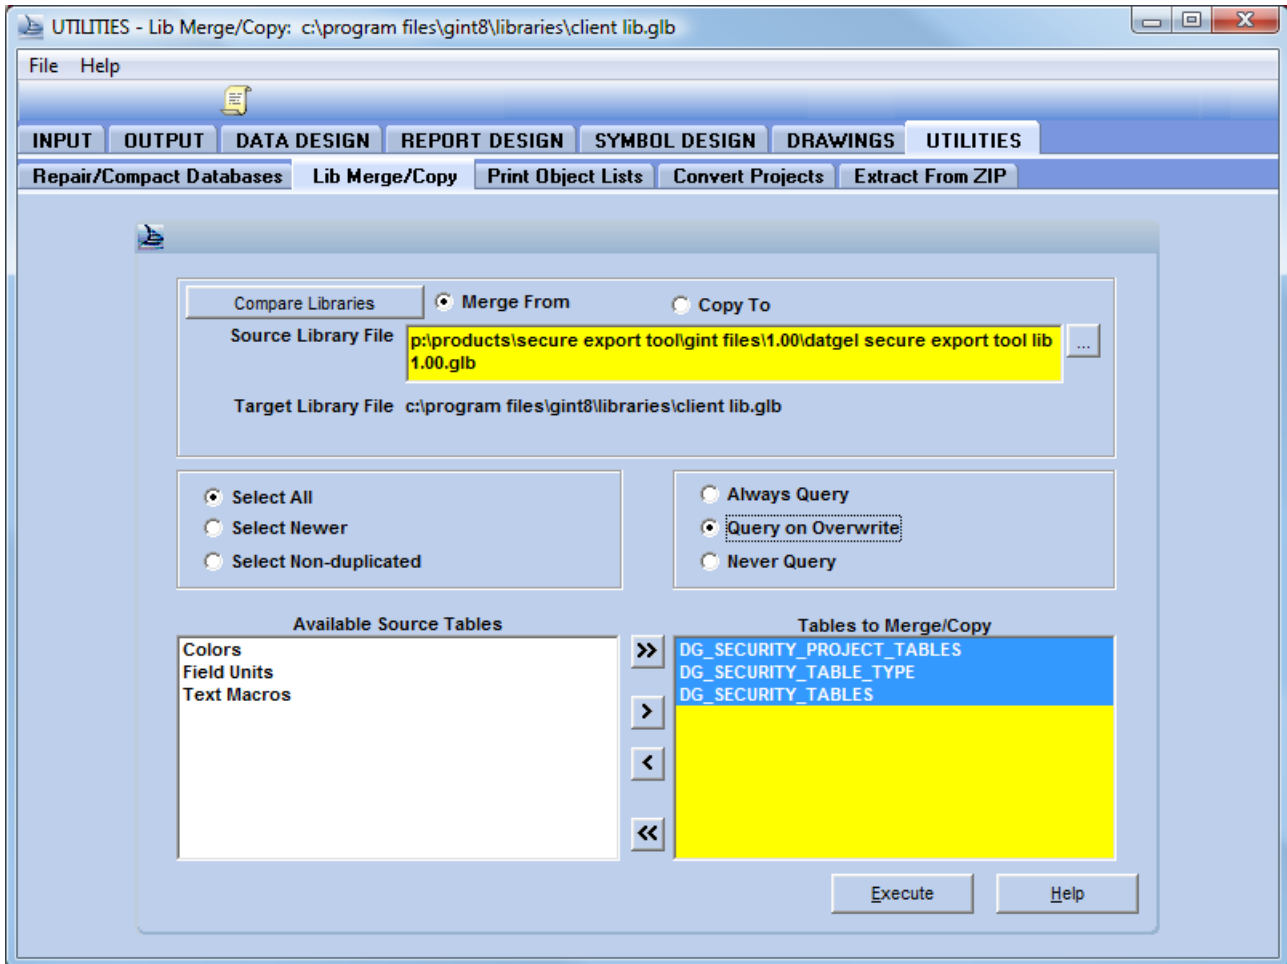 UTILITIES - Lib Merge/Copy: c:\program files\gint8\libraries\client lib.glb
File Help
INPUT OUTPUT DATA DESIGN REPORT DESIGN SYMBOL DESIGN DRAWINGS UTILITIES
Repair/Compact Databases Lib Merge/Copy Print Object Lists Convert Projects Extract From ZIP
Compare Libraries Merge From Copy To
Source Library File p:\products\secure export tool\gint files\1.00\datgel secure export tool lib ...
1.00.glb
Target Library File c:\program files\gint8\libraries\client lib.glb
Select All
Select Newer
Select Non-duplicated
Always Query
Query on Overwrite
Never Query
Available Source Tables
Colors
Field Units
Text Macros
>>
>
<
<<
Tables to Merge/Copy
DG_SECURITY_PROJECT_TABLES
DG_SECURITY_TABLE_TYPE
DG_SECURITY_TABLES
Execute Help